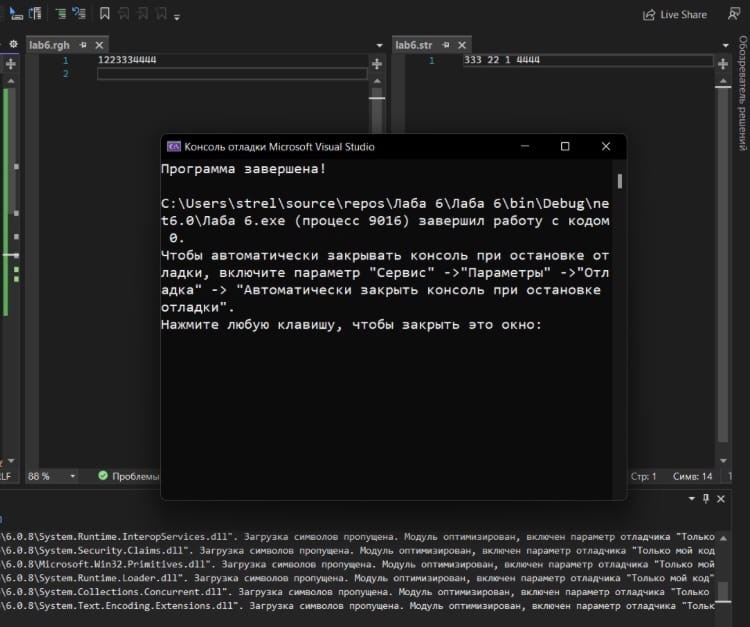 Live Share
lab6.rgh
lab6.str
1 1223334444
2
1 333 22 1 4444
Обозреватель решений
Консоль отладки Microsoft Visual Studio
Программа завершена!
C:\Users\strel\source\repos\Лаба 6\Лаба 6\bin\Debug\ne
t6.0\Лаба 6.exe (процесс 9016) завершил работу с кодом
0.
Чтобы автоматически закрывать консоль при остановке от
ладки, включите параметр "Сервис" ->"Параметры" ->"Отл
адка" -> "Автоматически закрыть консоль при остановке
отладки".
Нажмите любую клавишу, чтобы закрыть это окно:
LF 88 % Проблемы Стр: 1 Симв: 14
\6.0.8\System.Runtime.InteropServices.dll". Загрузка символов пропущена. Модуль оптимизирован, включен параметр отладчика "Только
\6.0.8\System.Security.Claims.dll". Загрузка символов пропущена. Модуль оптимизирован, включен параметр отладчика "Только мой код
\6.0.8\Microsoft.Win32.Primitives.dll". Загрузка символов пропущена. Модуль оптимизирован, включен параметр отладчика "Только мой
\6.0.8\System.Runtime.Loader.dll". Загрузка символов пропущена. Модуль оптимизирован, включен параметр отладчика "Только мой код"
\6.0.8\System.Collections.Concurrent.dll". Загрузка символов пропущена. Модуль оптимизирован, включен параметр отладчика "Только
\6.0.8\System.Text.Encoding.Extensions.dll". Загрузка символов пропущена. Модуль оптимизирован, включен параметр отладчика "Тольк